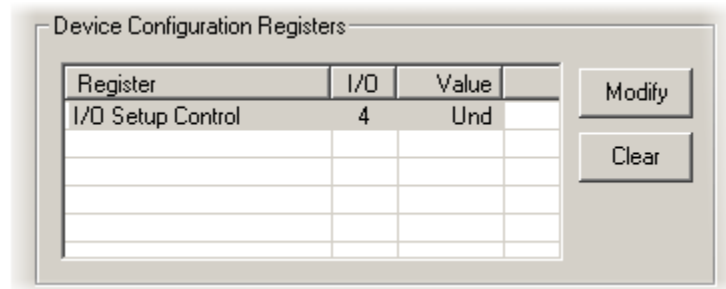 Device Configuration Registers
Register I/O Value
I/O Setup Control 4 Und
Modify
Clear